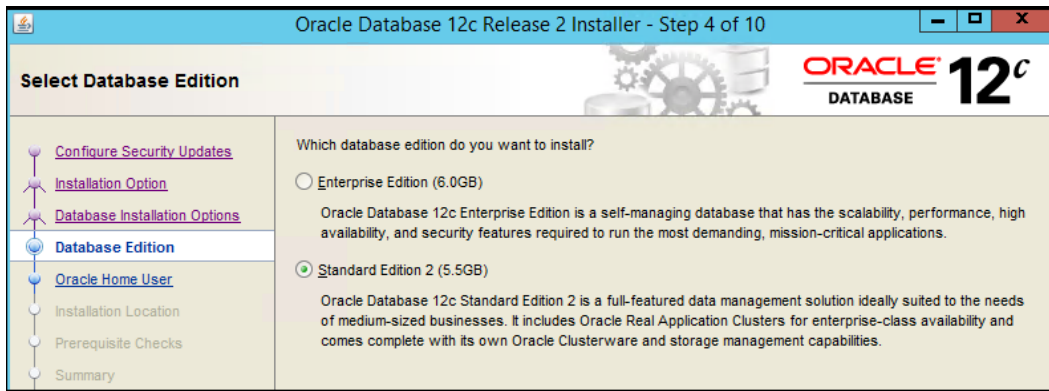 Oracle Database 12c Release 2 Installer - Step 4 of 10
Select Database Edition
ORACLE
DATABASE
12c
Configure Security Updates
Installation Option
Database Installation Options
Database Edition
Oracle Home User
Installation Location
Prerequisite Checks
Summary
Which database edition do you want to install?
Enterprise Edition (6.0GB)
Oracle Database 12c Enterprise Edition is a self-managing database that has the scalability, performance, high
availability, and security features required to run the most demanding, mission-critical applications.
Standard Edition 2 (5.5GB)
Oracle Database 12c Standard Edition 2 is a full-featured data management solution ideally suited to the needs
of medium-sized businesses. It includes Oracle Real Application Clusters for enterprise-class availability and
comes complete with its own Oracle Clusterware and storage management capabilities.